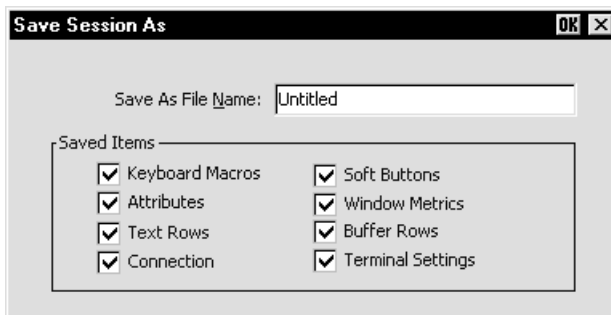 Save Session As OK X
Save As File Name: Untitled
Saved Items
Keyboard Macros Soft Buttons
Attributes Window Metrics
Text Rows Buffer Rows
Connection Terminal Settings